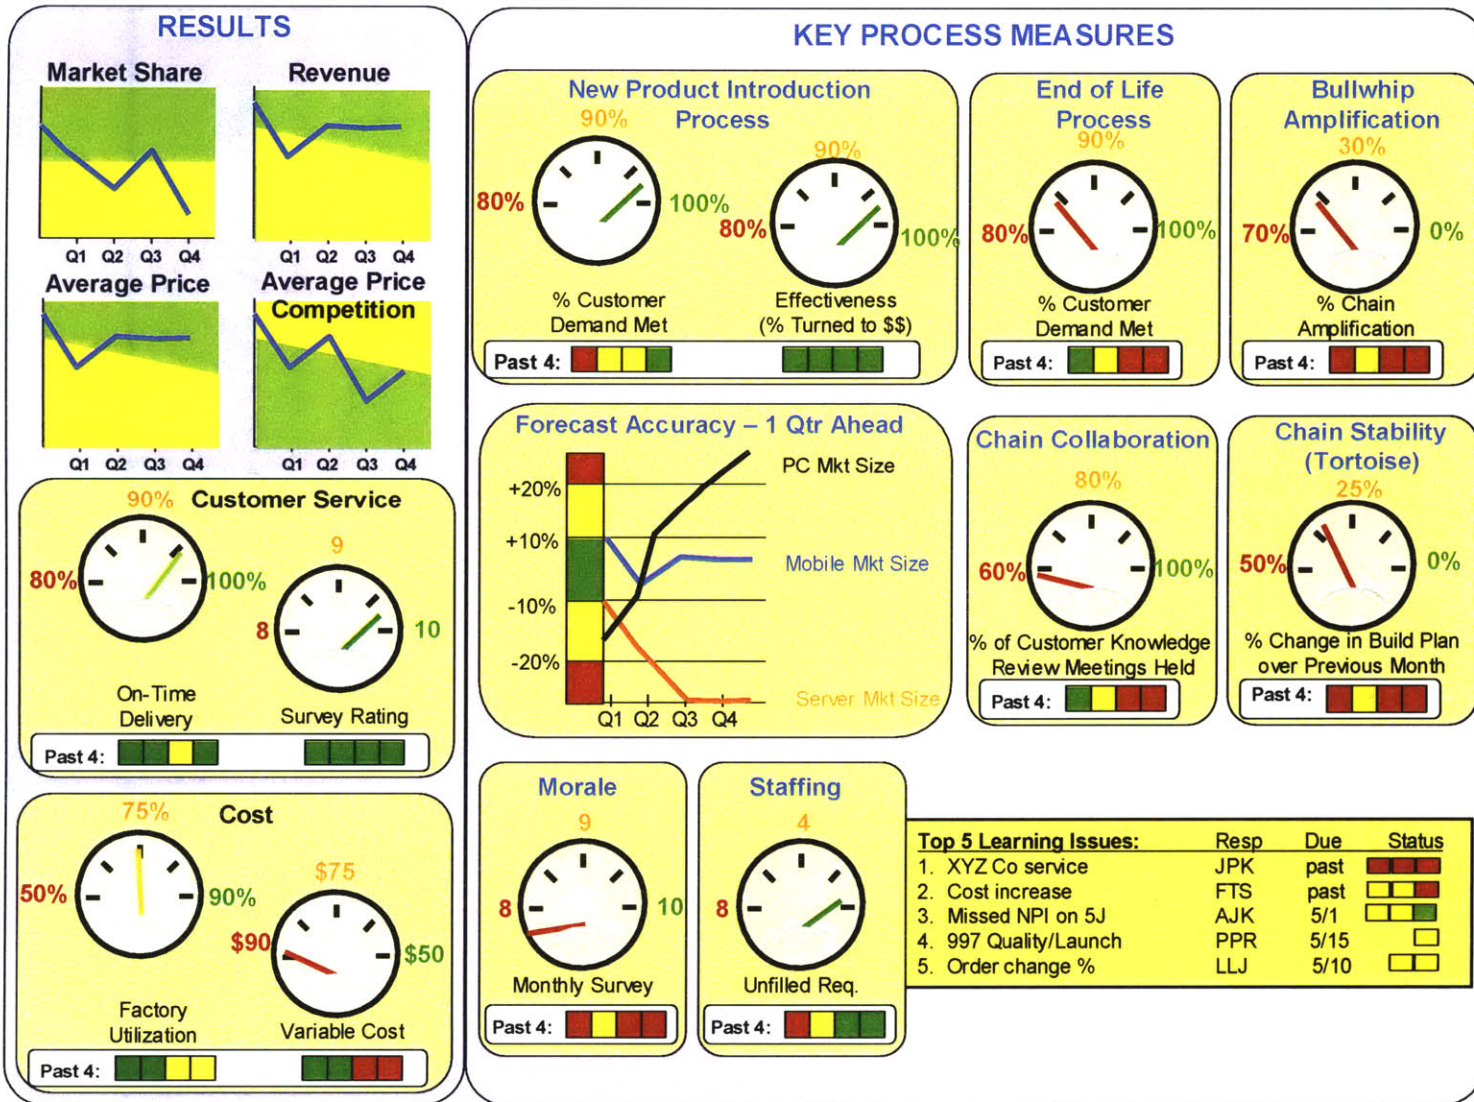 RESULTS
Market Share
Revenue
Q1 Q2 Q3 Q4
Q1 Q2 Q3 Q4
Average Price
Average Price
Competition
Q1 Q2 Q3 Q4
Q1 Q2 Q3 Q4
Customer Service
90%
80%
100%
9
8
10
On-Time
Delivery
Survey Rating
Past 4:
Cost
75%
50%
90%
$75
$90
$50
Factory
Utilization
Variable Cost
Past 4:
KEY PROCESS MEASURES
New Product Introduction
Process
90%
80%
100%
90%
80%
100%
% Customer
Demand Met
Effectiveness
(% Turned to $$)
Past 4:
End of Life
Process
90%
80%
100%
% Customer
Demand Met
Past 4:
Bullwhip
Amplification
30%
70%
0%
% Chain
Amplification
Past 4:
Forecast Accuracy – 1 Qtr Ahead
PC Mkt Size
+20%
+10%
Mobile Mkt Size
-10%
-20%
Server Mkt Size
Q1 Q2 Q3 Q4
Chain Collaboration
80%
60%
100%
% of Customer Knowledge
Review Meetings Held
Past 4:
Chain Stability
(Tortoise)
25%
50%
0%
% Change in Build Plan
over Previous Month
Past 4:
Morale
9
8
10
Monthly Survey
Past 4:
Staffing
4
8
Unfilled Req.
Past 4:
Top 5 Learning Issues: Resp Due Status
1. XYZ Co service JPK past
2. Cost increase FTS past
3. Missed NPI on 5J AJK 5/1
4. 997 Quality/Launch PPR 5/15
5. Order change % LLJ 5/10